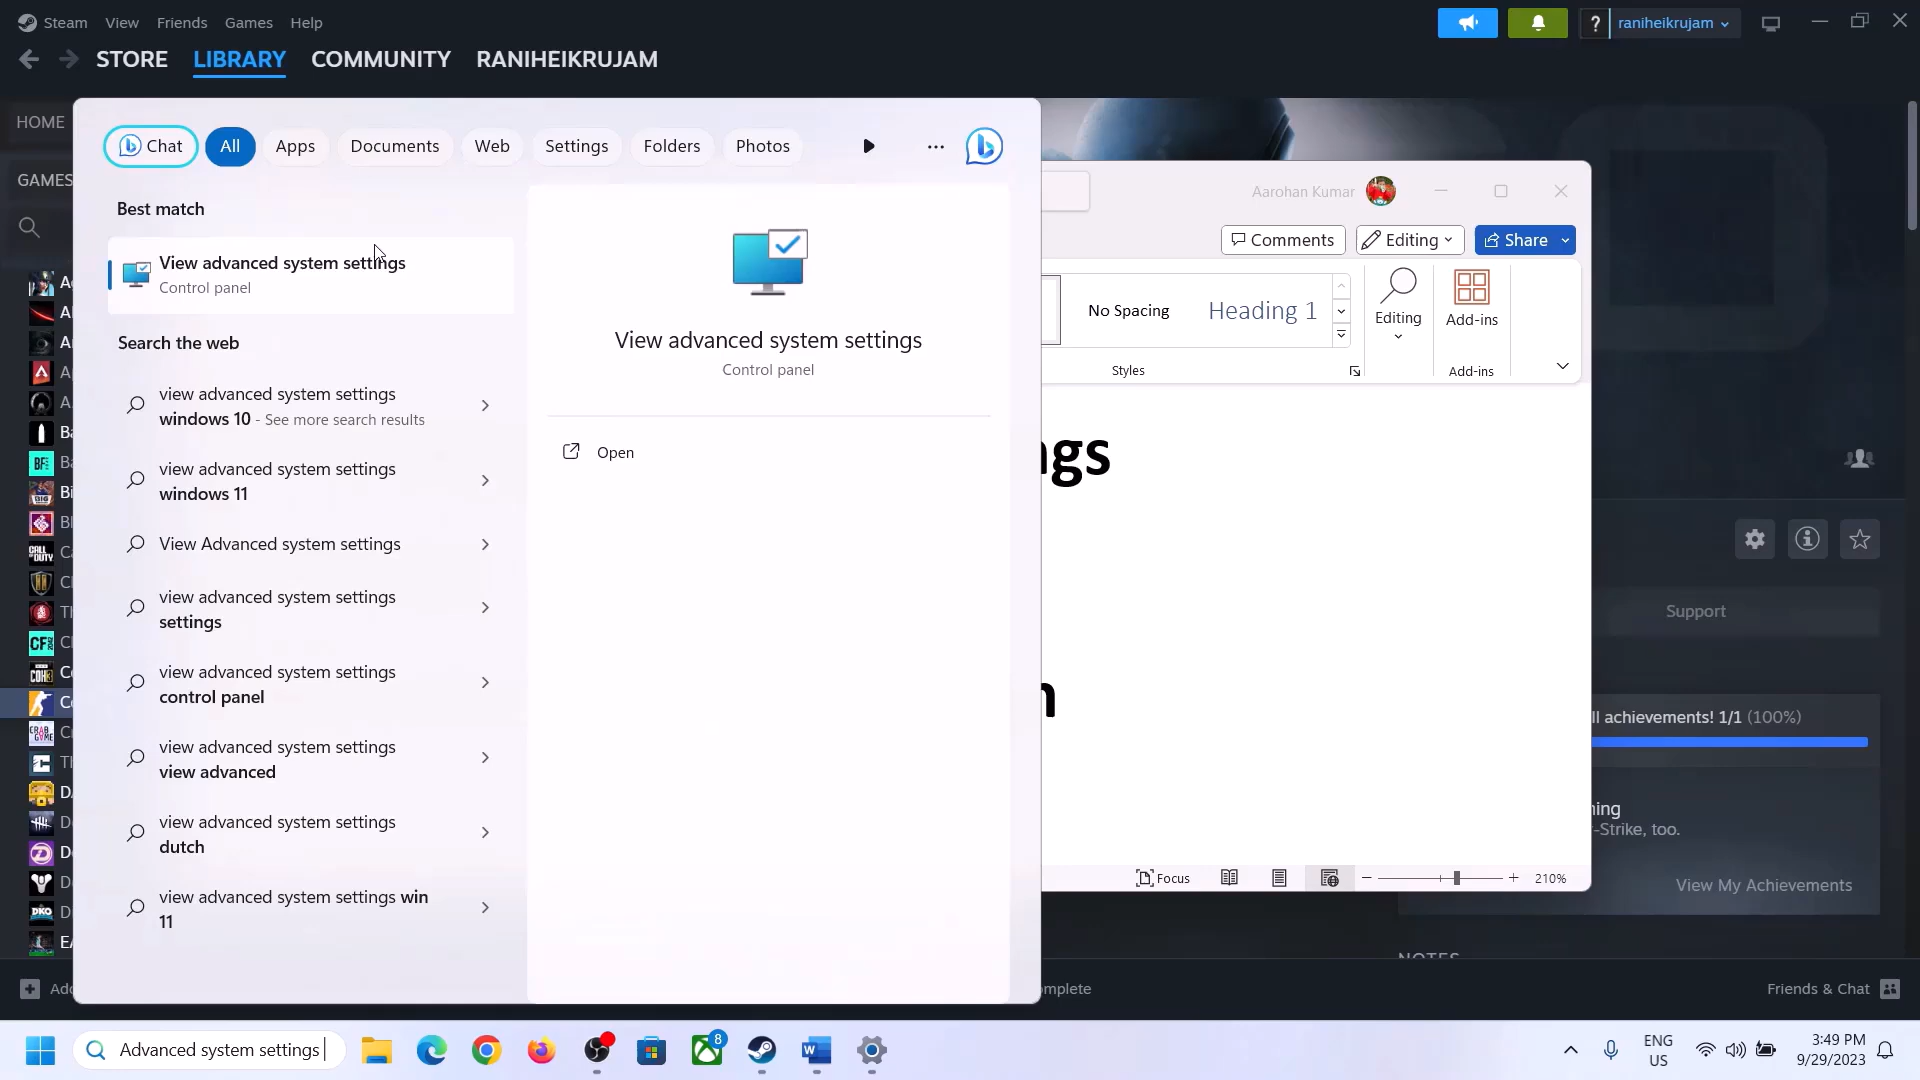 Steam View Friends Games Help
raniheikrujam
STORE LIBRARY COMMUNITY RANIHEIKRUJAM
HOME
GAMES
Chat All Apps Documents Web Settings Folders Photos
Best match
View advanced system settings
Control panel
Search the web
view advanced system settings
windows 10 - See more search results
view advanced system settings
windows 11
View Advanced system settings
view advanced system settings
settings
view advanced system settings
control panel
view advanced system settings
view advanced
view advanced system settings
dutch
view advanced system settings win
11
View advanced system settings
Control panel
Open
Aarohan Kumar
Comments Editing Share
No Spacing Heading 1
Editing
Add-ins
Styles
Add-ins
ngs
n
Focus
210%
Support
ll achievements! 1/1 (100%)
ning
-Strike, too.
View My Achievements
NOTES
mplete
Friends & Chat
Advanced system settings
8
ENG
US
3:49 PM
9/29/2023